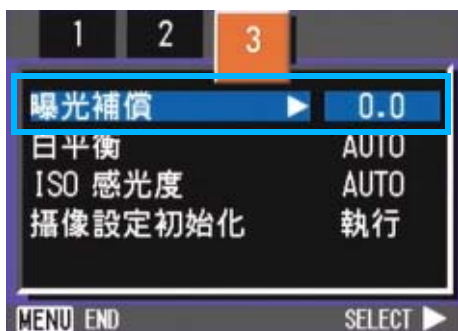 1 2 3
曝光補償 ▶ 0.0
白平衡 AUTO
ISO 感光度 AUTO
攝像設定初始化 執行
MENU END SELECT ▶